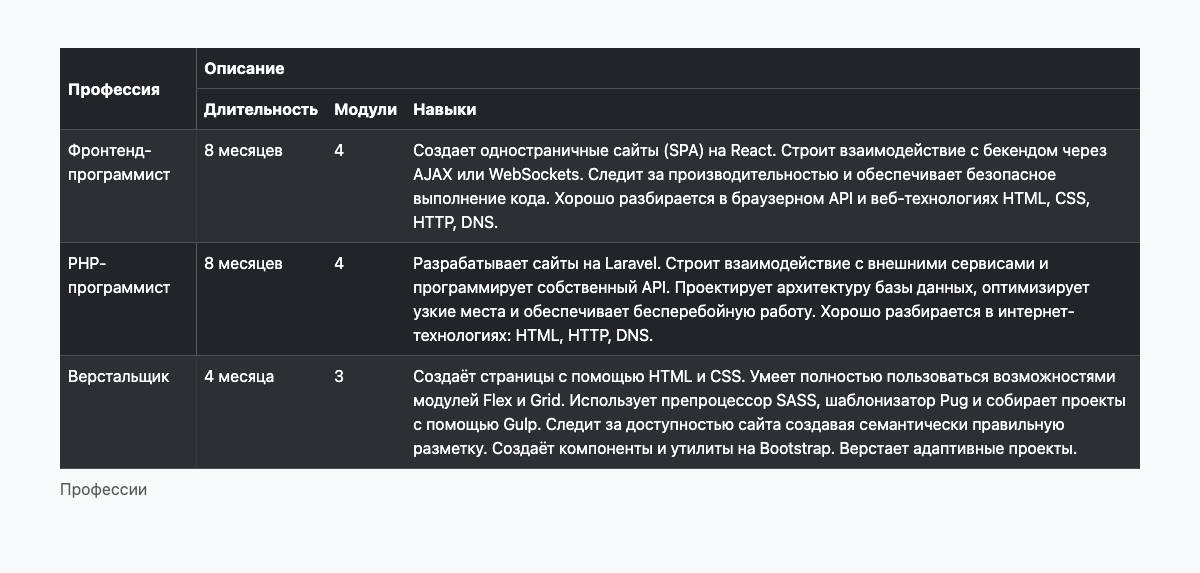 Профессия
Описание
Длительность Модули Навыки
Фронтенд-
программист
8 месяцев
4
Создает одностраничные сайты (SPA) на React. Строит взаимодействие с бекендом через
AJAX или WebSockets. Следит за производительностью и обеспечивает безопасное
выполнение кода. Хорошо разбирается в браузерном API и веб-технологиях HTML, CSS,
HTTP, DNS.
PHP-
программист
8 месяцев
4
Разрабатывает сайты на Laravel. Строит взаимодействие с внешними сервисами и
программирует собственный API. Проектирует архитектуру базы данных, оптимизирует
узкие места и обеспечивает бесперебойную работу. Хорошо разбирается в интернет-
технологиях: HTML, HTTP, DNS.
Верстальщик
4 месяца
3
Создаёт страницы с помощью HTML и CSS. Умеет полностью пользоваться возможностями
модулей Flex и Grid. Использует препроцессор SASS, шаблонизатор Pug и собирает проекты
с помощью Gulp. Следит за доступностью сайта создавая семантически правильную
разметку. Создаёт компоненты и утилиты на Bootstrap. Верстает адаптивные проекты.
Профессии